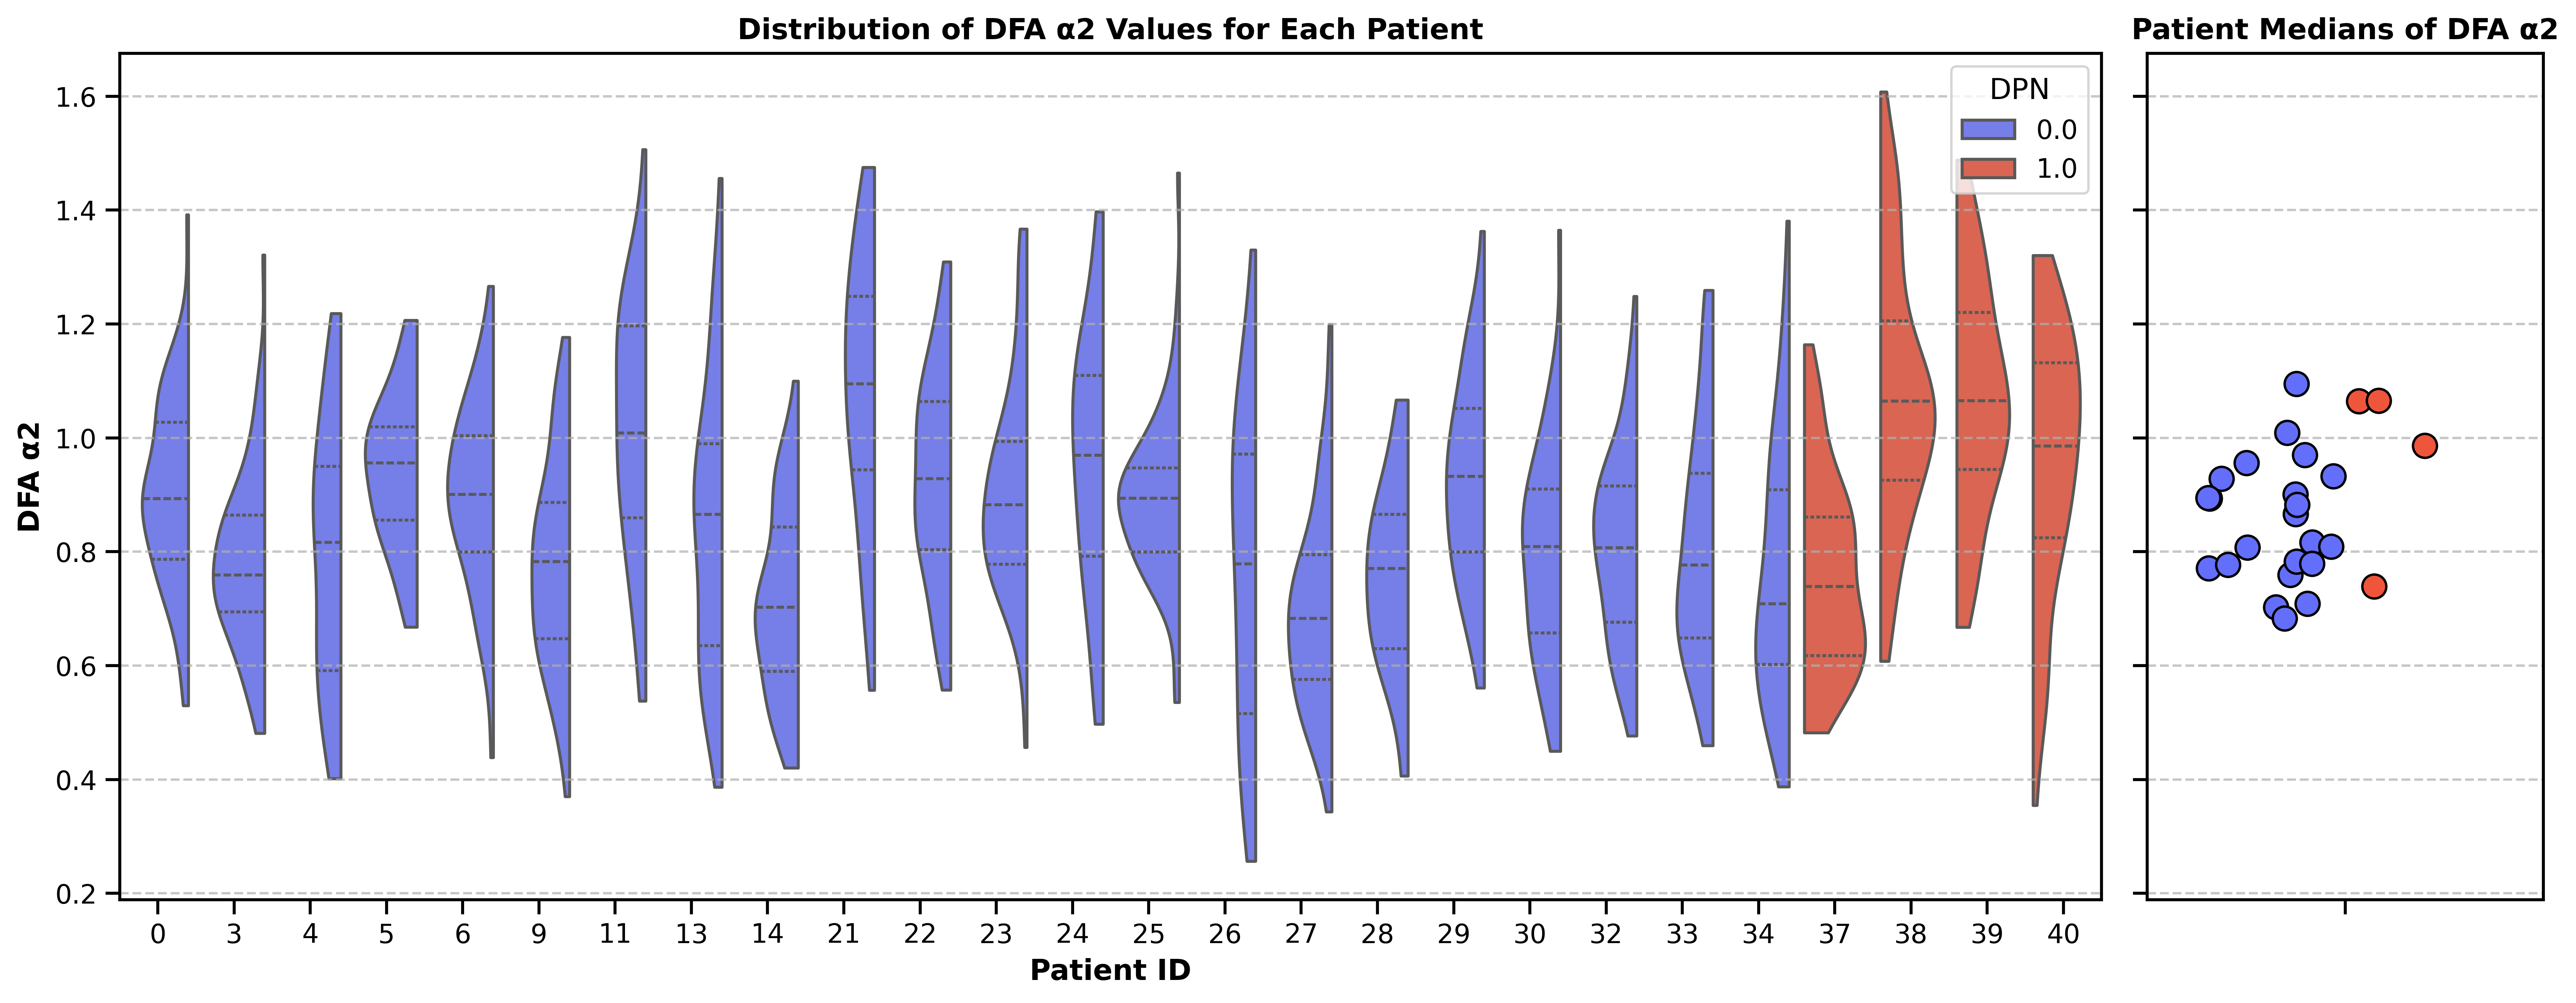 Distribution of DFA α2 Values for Each Patient
Patient Medians of DFA α2
DFA α2
1.6
1.4
1.2
1.0
0.8
0.6
0.4
0.2
DPN
0.0
1.0
0 3 4 5 6 9 11 13 14 21 22 23 24 25 26 27 28 29 30 32 33 34 37 38 39 40
Patient ID